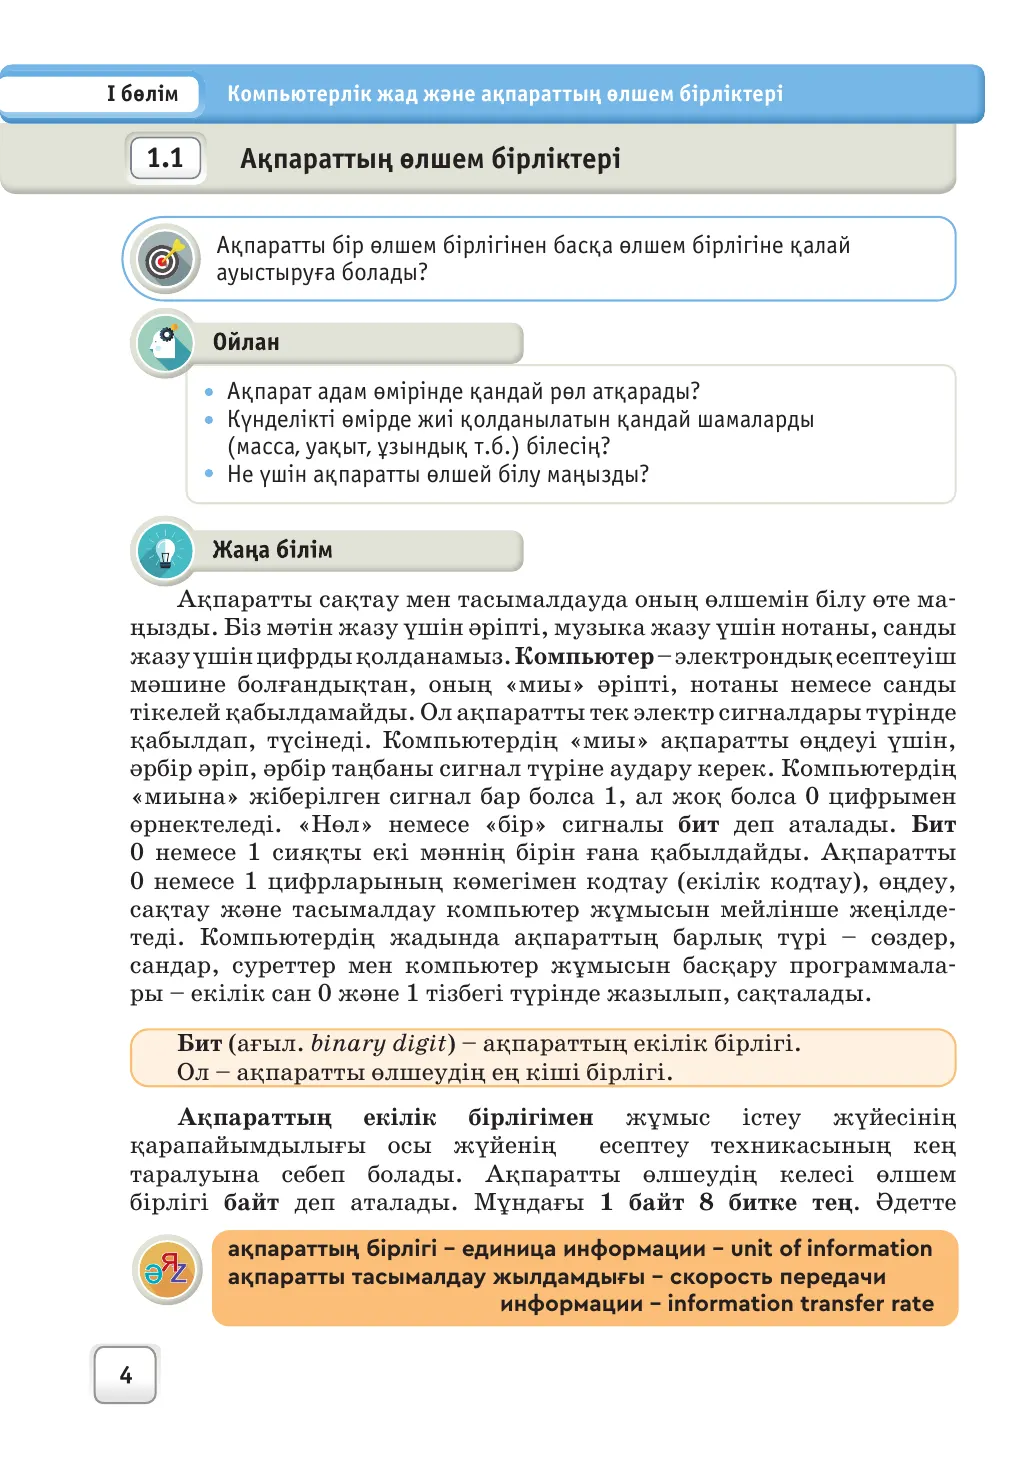 І бөлім
Компьютерлік жад және ақпараттың өлшем бірліктері
1.1
Ақпараттың өлшем бірліктері
Ақпаратты бір өлшем бірлігінен басқа өлшем бірлігіне қалай
ауыстыруға болады?
Ойлан
• Ақпарат адам өмірінде қандай рөл атқарады?
• Күнделікті өмірде жиі қолданылатын қандай шамаларды
(масса, уақыт, ұзындық т.б.) білесің?
• Не үшін ақпаратты өлшей білу маңызды?
Жаңа білім
Ақпаратты сақтау мен тасымалдауда оның өлшемін білу өте ма-
ңызды. Біз мәтін жазу үшін әріпті, музыка жазу үшін нотаны, санды
жазу үшін цифрды қолданамыз. Компьютер – электрондық есептеуіш
мәшине болғандықтан, оның «миы» әріпті, нотаны немесе санды
тікелей қабылдамайды. Ол ақпаратты тек электр сигналдары түрінде
қабылдап, түсінеді. Компьютердің «миы» ақпаратты өңдеуі үшін,
әрбір әріп, әрбір таңбаны сигнал түріне аудару керек. Компьютердің
«миына» жіберілген сигнал бар болса 1, ал жоқ болса 0 цифрымен
өрнектеледі. «Нөл» немесе «бір» сигналы бит деп аталады. Бит
0 немесе 1 сияқты екі мәннің бірін ғана қабылдайды. Ақпаратты
0 немесе 1 цифрларының көмегімен кодтау (екілік кодтау), өңдеу,
сақтау және тасымалдау компьютер жұмысын мейлінше жеңілде-
теді. Компьютердің жадында ақпараттың барлық түрі – сөздер,
сандар, суреттер мен компьютер жұмысын басқару программала-
ры – екілік сан 0 және 1 тізбегі түрінде жазылып, сақталады.
Бит (ағыл. binary digit) – ақпараттың екілік бірлігі.
Ол – ақпаратты өлшеудің ең кіші бірлігі.
Ақпараттың екілік бірлігімен жұмыс істеу жүйесінің
қарапайымдылығы осы жүйенің есептеу техникасының кең
таралуына себеп болады. Ақпаратты өлшеудің келесі өлшем
бірлігі байт деп аталады. Мұндағы 1 байт 8 битке тең. Әдетте
ә Я Z
ақпараттың бірлігі – единица информации – unit of information
ақпаратты тасымалдау жылдамдығы – скорость передачи
информации – information transfer rate
4